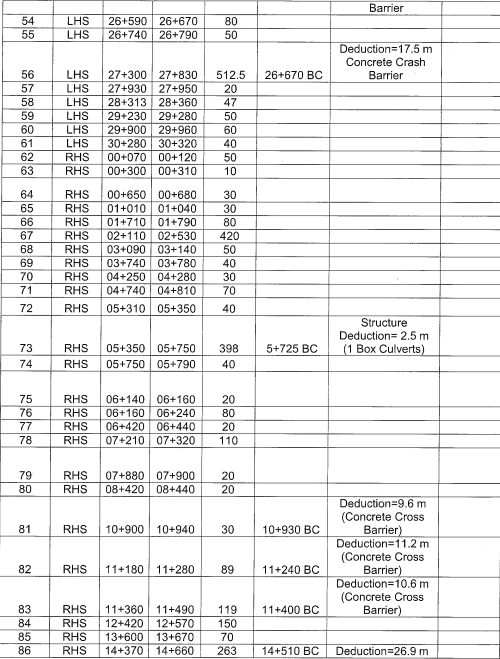 Barrier
54 LHS 26+590 26+670 80
55 LHS 26+740 26+790 50
Deduction=17.5 m
Concrete Crash
56 LHS 27+300 27+830 512.5 26+670 BC Barrier
57 LHS 27+930 27+950 20
58 LHS 28+313 28+360 47
59 LHS 29+230 29+280 50
60 LHS 29+900 29+960 60
61 LHS 30+280 30+320 40
62 RHS 00+070 00+120 50
63 RHS 00+300 00+310 10
64 RHS 00+650 00+680 30
65 RHS 01+010 01+040 30
66 RHS 01+710 01+790 80
67 RHS 02+110 02+530 420
68 RHS 03+090 03+140 50
69 RHS 03+740 03+780 40
70 RHS 04+250 04+280 30
71 RHS 04+740 04+810 70
72 RHS 05+310 05+350 40
Structure
Deduction= 2.5 m
73 RHS 05+350 05+750 398 5+725 BC (1 Box Culverts)
74 RHS 05+750 05+790 40
75 RHS 06+140 06+160 20
76 RHS 06+160 06+240 80
77 RHS 06+420 06+440 20
78 RHS 07+210 07+320 110
79 RHS 07+880 07+900 20
80 RHS 08+420 08+440 20
Deduction=9.6 m
(Concrete Cross
81 RHS 10+900 10+940 30 10+930 BC Barrier)
Deduction=11.2 m
(Concrete Cross
82 RHS 11+180 11+280 89 11+240 BC Barrier)
Deduction=10.6 m
(Concrete Cross
83 RHS 11+360 11+490 119 11+400 BC Barrier)
84 RHS 12+420 12+570 150
85 RHS 13+600 13+670 70
86 RHS 14+370 14+660 263 14+510 BC Deduction=26.9 m